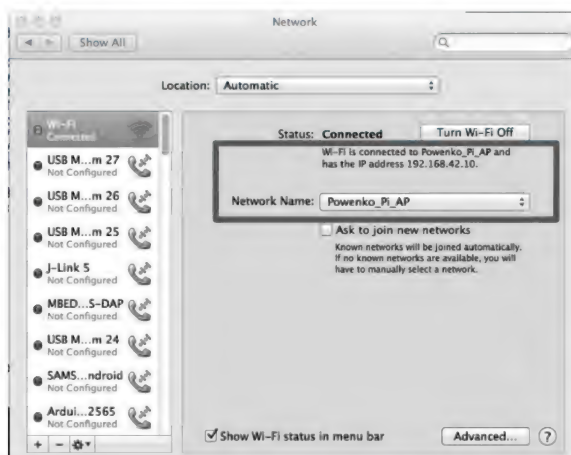 Network
Show All
Location: Automatic
Wi-Fi
Connected
USB M...m 27
Not Configured
USB M...m 26
Not Configured
USB M...m 25
Not Configured
J-Link 5
Not Configured
MBED...S-DAP
Not Configured
USB M...m 24
Not Configured
SAMS...ndroid
Not Configured
Ardui...2565
Not Configured
Status: Connected
Turn Wi-Fi Off
Wi-Fi is connected to Powenko_Pi_AP and
has the IP address 192.168.42.10.
Network Name: Powenko_Pi_AP
Ask to join new networks
Known networks will be joined automatically.
If no known networks are available, you will
have to manually select a network.
Show Wi-Fi status in menu bar
Advanced...
?